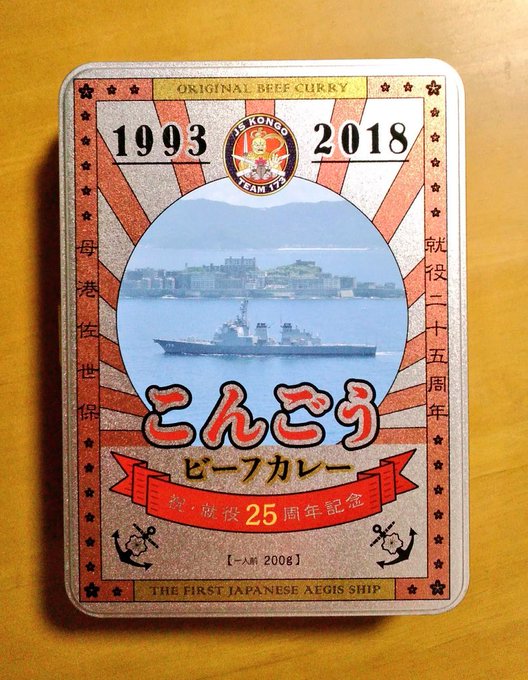 ORIGINAL BEEF CURRY
1993
2018
JS KONGO
TEAM 173
母港佐世保
就役二十五周年
こんごう
ビーフカレー
祝・就役25周年記念
【一人前 200g】
THE FIRST JAPANESE AEGIS SHIP